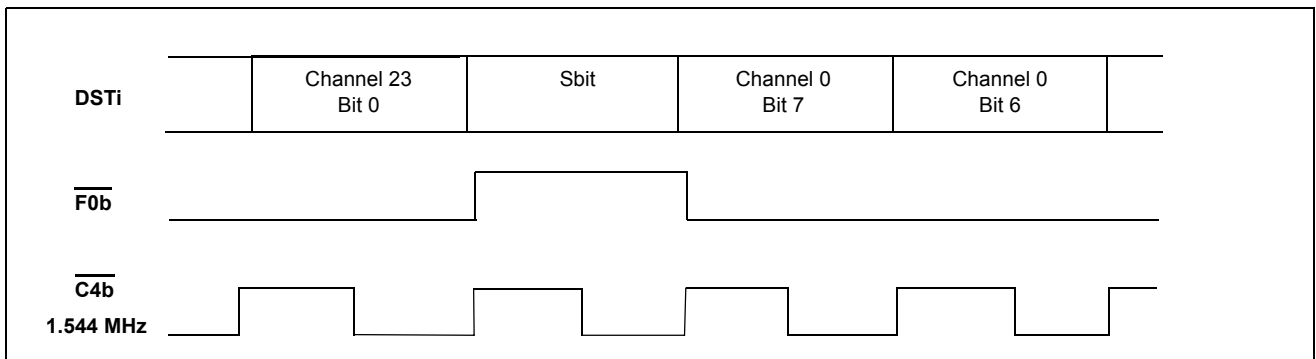 DSTi
Channel 23
Bit 0
Sbit
Channel 0
Bit 7
Channel 0
Bit 6
F0b
C4b
1.544 MHz